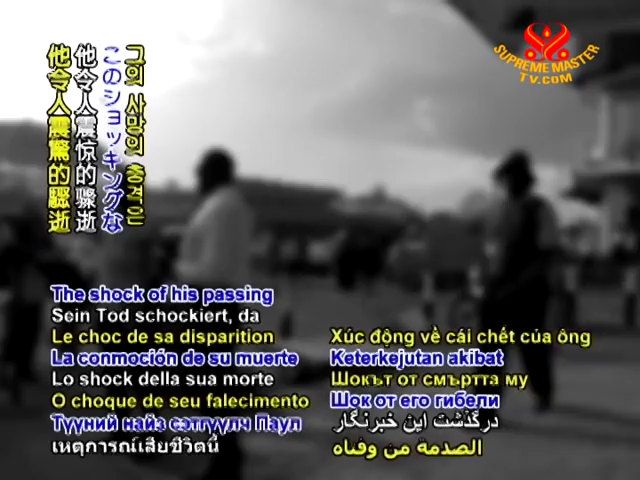 SUPREME MASTER
TV.COM
他令人震驚的驟逝
他令人震惊的骤逝
このショッキングな
그의 사망의 충격은
The shock of his passing
Sein Tod schockiert, da
Le choc de sa disparition
La conmoción de su muerte
Lo shock della sua morte
O choque de seu falecimento
Түүний найз сэтгүүлч Паул
เหตุการณ์เสียชีวิตนี้
Xúc động về cái chết của ông
Keterkejutan akibat
Шокът от смъртта му
Шок от его гибели
درگذشت این خبرنگار
الصدمة من وفاه